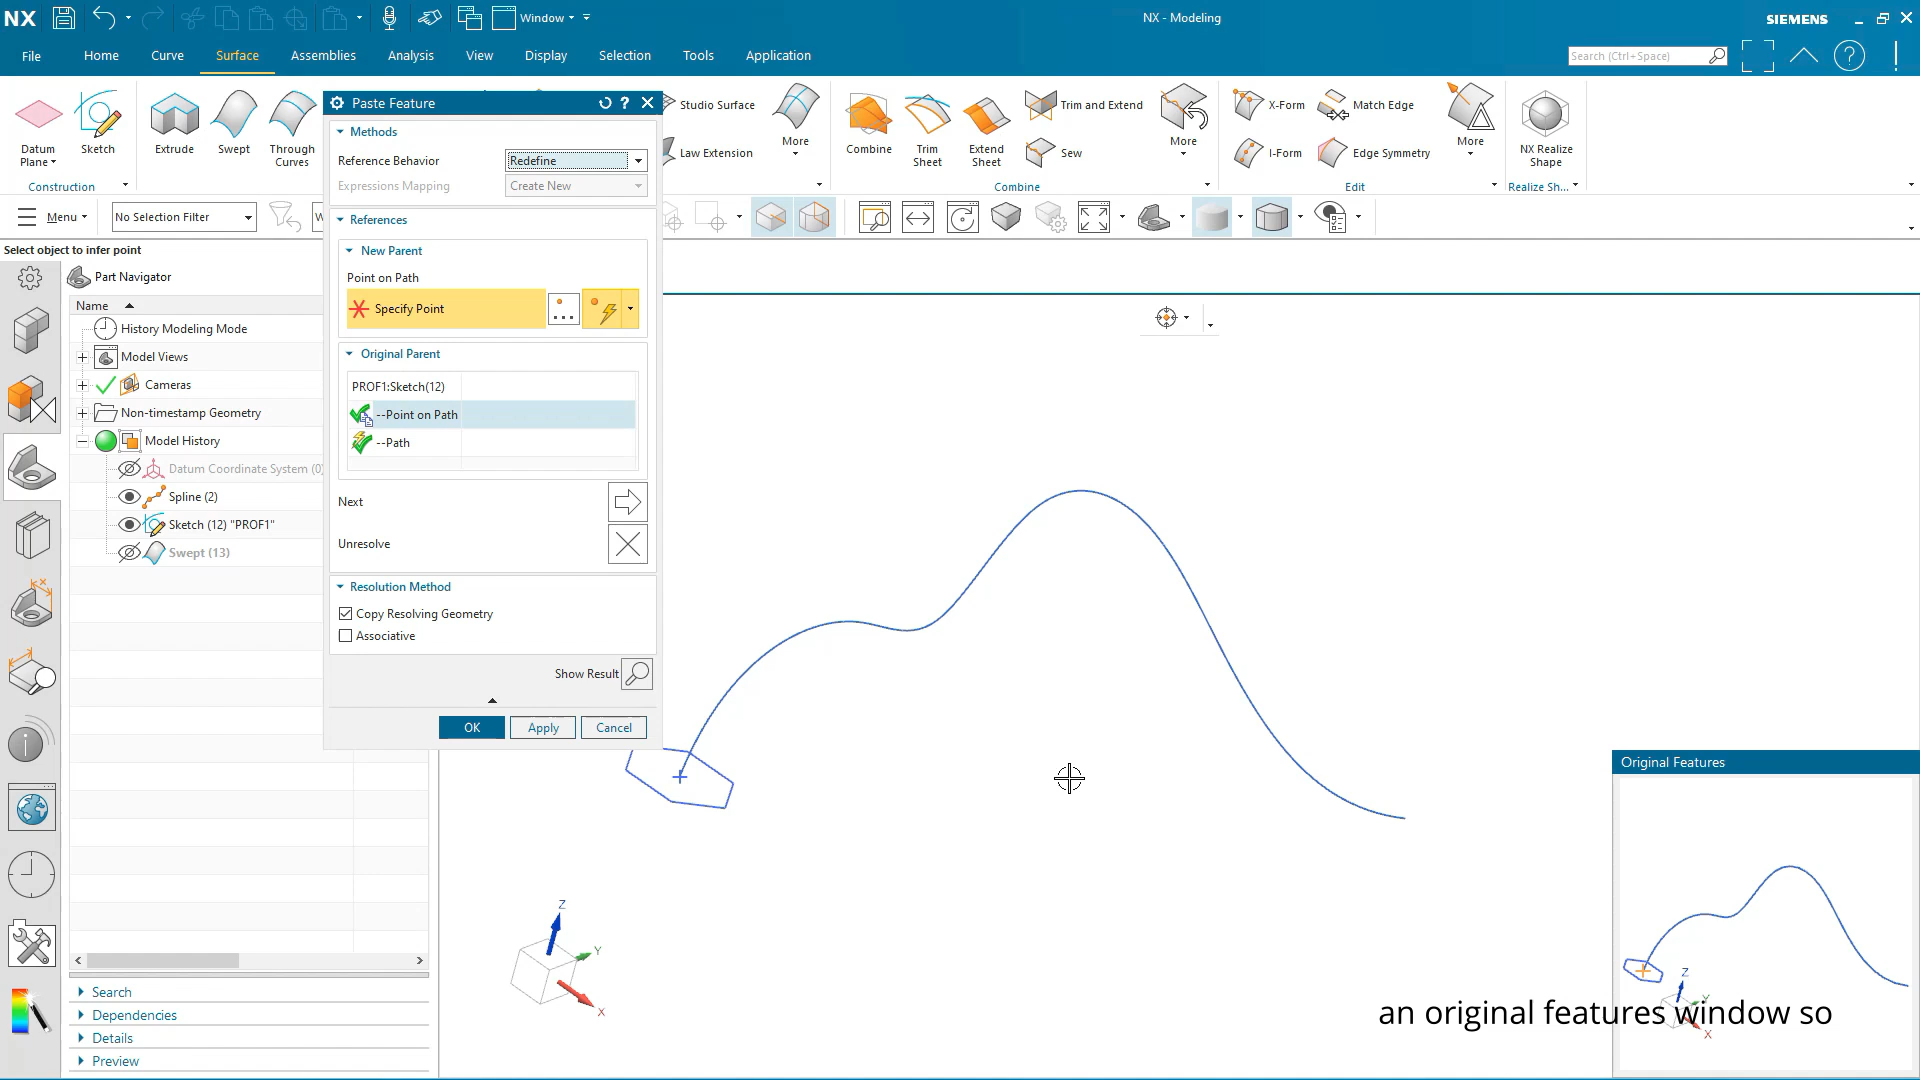 NX
Window
NX - Modeling
SIEMENS
File
Home
Curve
Surface
Assemblies
Analysis
View
Display
Selection
Tools
Application
Search (Ctrl+Space)
Datum
Plane
Sketch
Extrude
Swept
Through
Curves
Studio Surface
Law Extension
More
Combine
Trim
Sheet
Extend
Sheet
Trim and Extend
Sew
More
X-Form
I-Form
Match Edge
Edge Symmetry
More
NX Realize
Shape
Construction
Combine
Edit
Realize Sh...
Menu
No Selection Filter
W
Select object to infer point
Part Navigator
Name
History Modeling Mode
Model Views
Cameras
Non-timestamp Geometry
Model History
Datum Coordinate System (0)
Spline (2)
Sketch (12) "PROF1"
Swept (13)
Search
Dependencies
Details
Preview
Paste Feature
Methods
Reference Behavior
Redefine
Expressions Mapping
Create New
References
New Parent
Point on Path
Specify Point
Original Parent
PROF1:Sketch(12)
--Point on Path
--Path
Next
Unresolve
Resolution Method
Copy Resolving Geometry
Associative
Show Result
OK
Apply
Cancel
Z
Y
X
Original Features
Z
Y
X
an original features window so